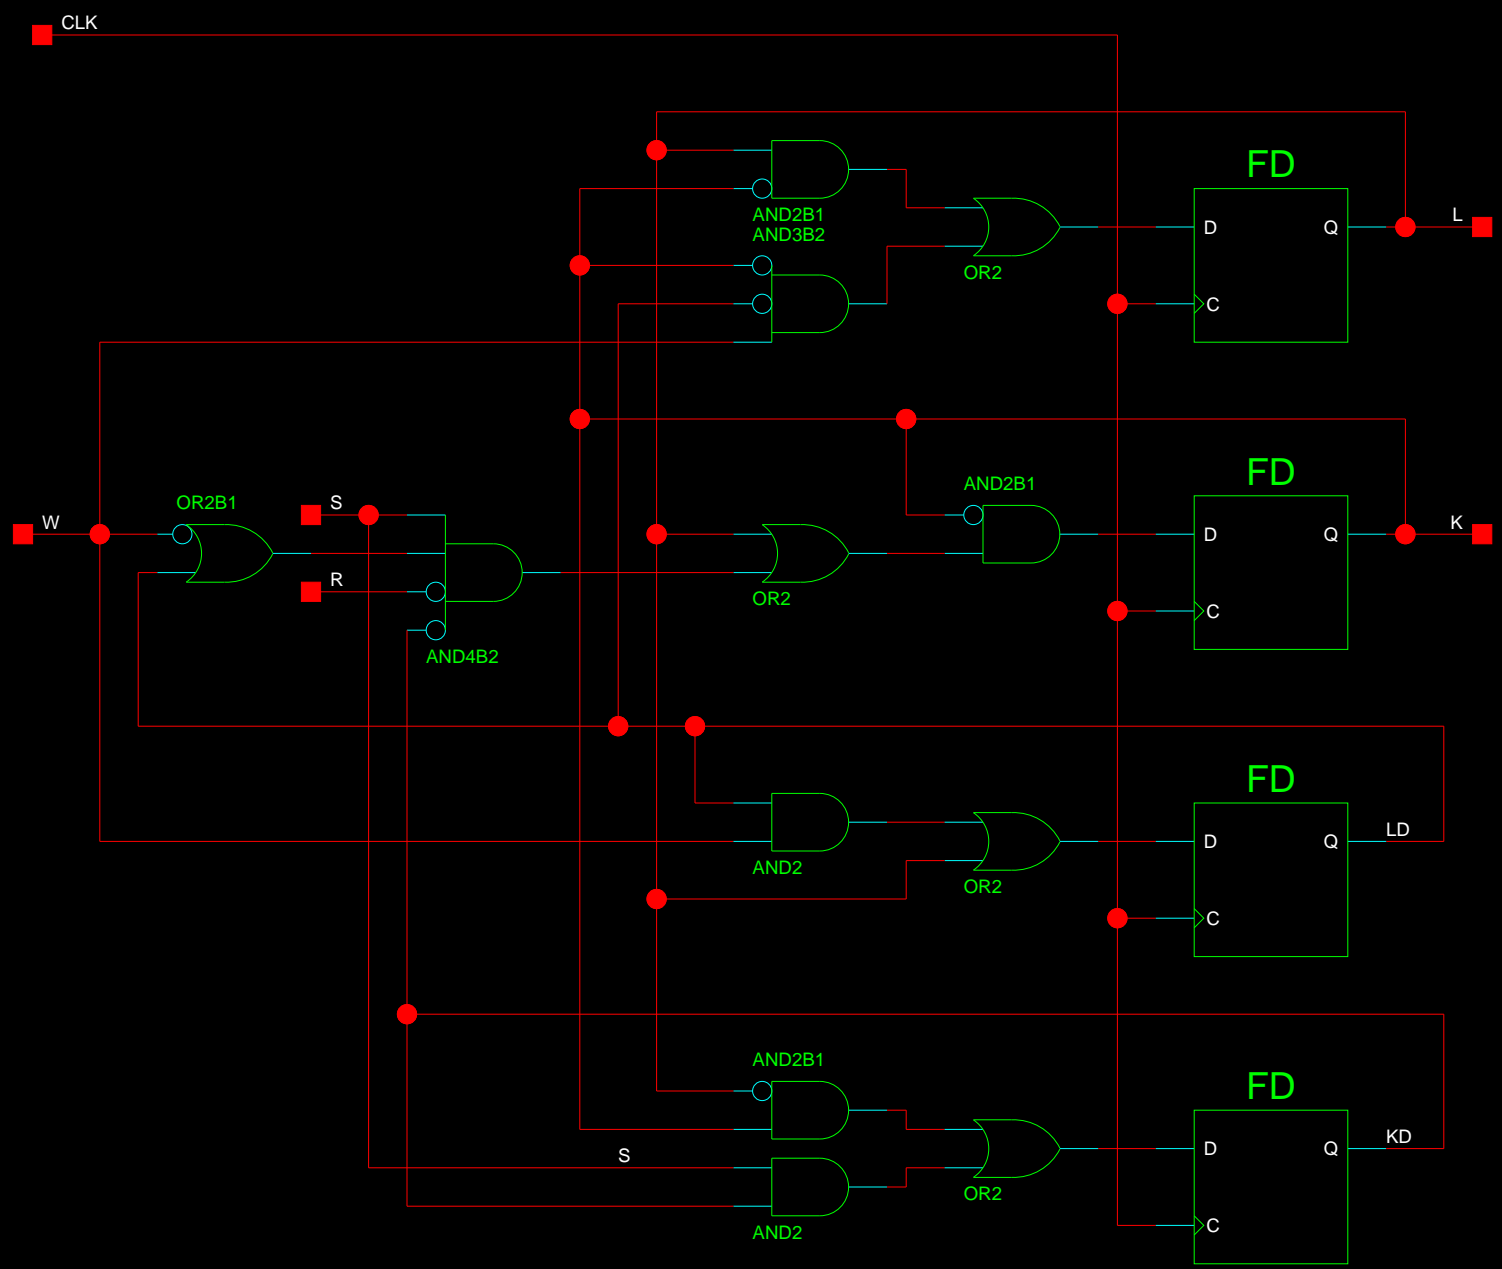 CLK
FD
AND2B1
AND3B2
L
D
Q
OR2
C
FD
AND2B1
OR2B1
S
W
K
D
Q
R
OR2
C
AND4B2
FD
LD
D
Q
AND2
OR2
C
AND2B1
FD
KD
D
Q
S
OR2
C
AND2